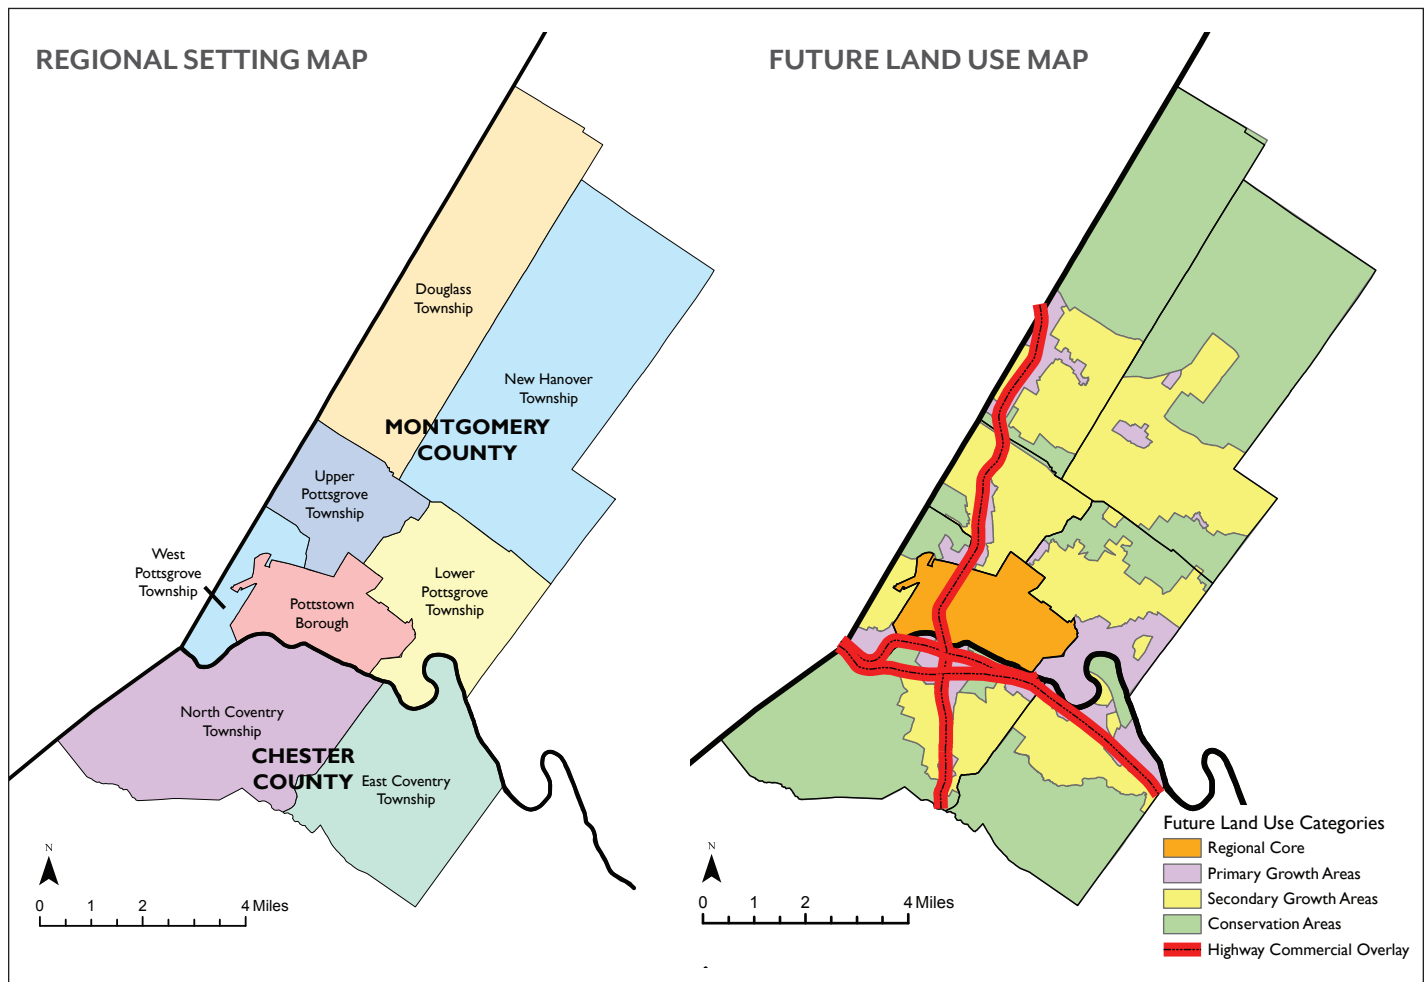 REGIONAL SETTING MAP
Douglass
Township
New Hanover
Township
MONTGOMERY
COUNTY
Upper
Pottsgrove
Township
West
Pottsgrove
Township
Lower
Pottsgrove
Township
Pottstown
Borough
North Coventry
Township
CHESTER
COUNTY
East Coventry
Township
N
0 1 2 4 Miles
FUTURE LAND USE MAP
N
0 1 2 4 Miles
Future Land Use Categories
Regional Core
Primary Growth Areas
Secondary Growth Areas
Conservation Areas
Highway Commercial Overlay